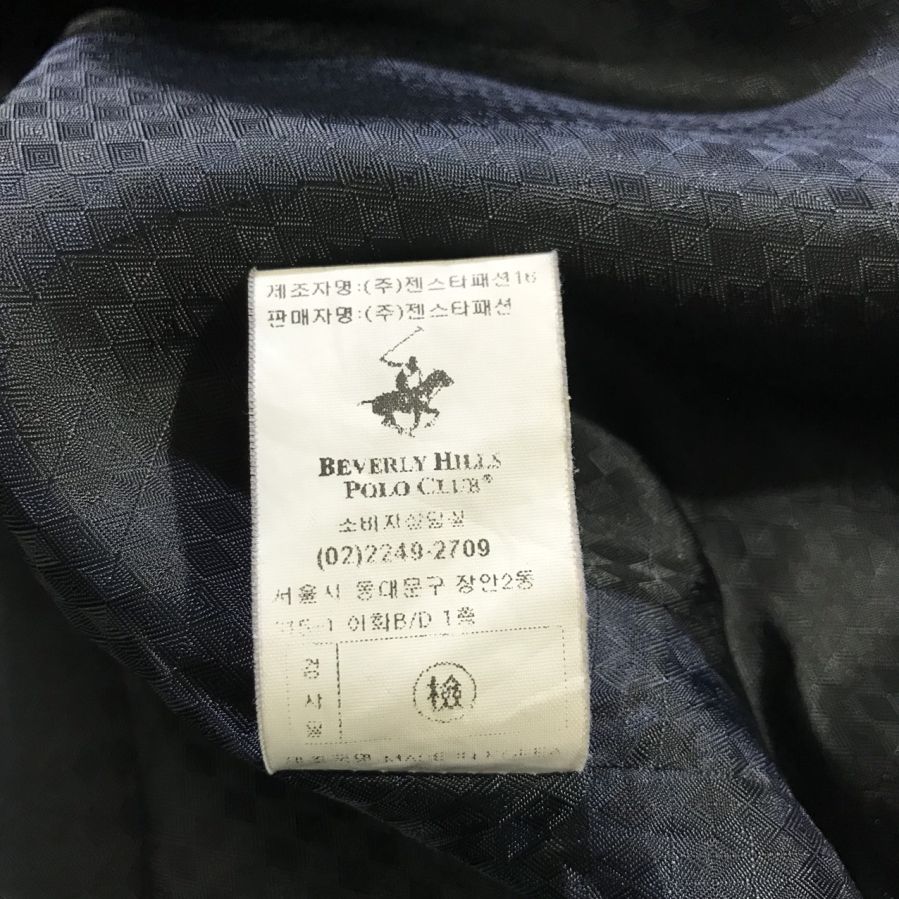 제조자명:(주)젠스타패션16
판매자명:(주)젠스타패션
BEVERLY HILLS
POLO CLUB®
소비자상담실
(02)2249-2709
서울시 동대문구 장안2동
이화B/D 1층
검
사
필
檢
MADE IN KOREA